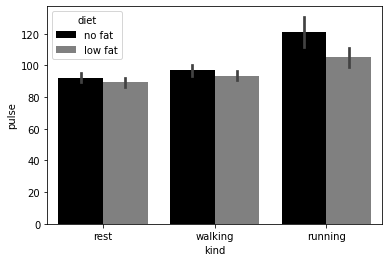 diet
no fat
low fat
120
100
80
60
40
20
0
pulse
rest walking running
kind